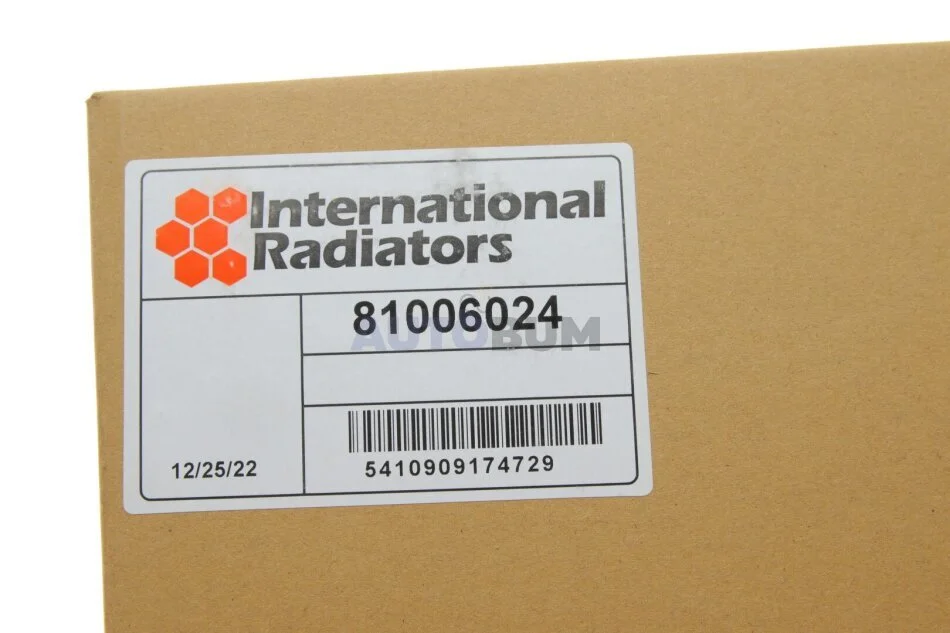 International
Radiators
81006024
AUTOBUM
12/25/22
5410909174729